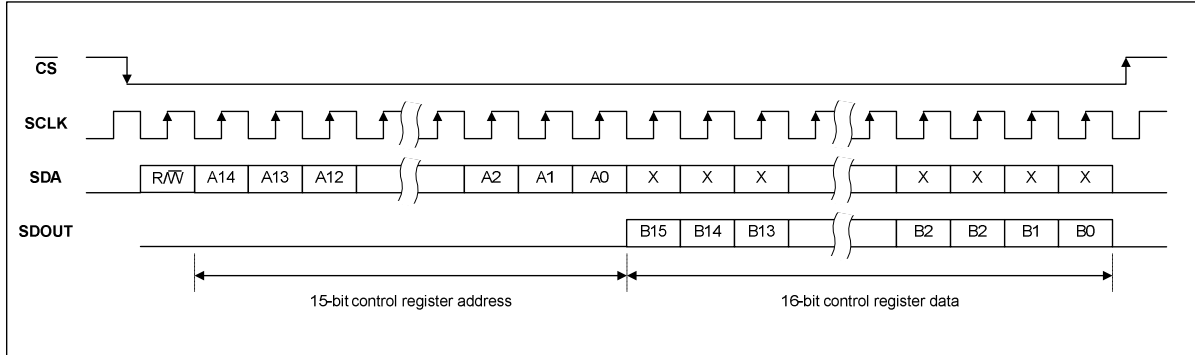 CS
SCLK
SDA R/W A14 A13 A12 A2 A1 A0 X X X X X X X
SDOUT B15 B14 B13 B2 B2 B1 B0
15-bit control register address 16-bit control register data